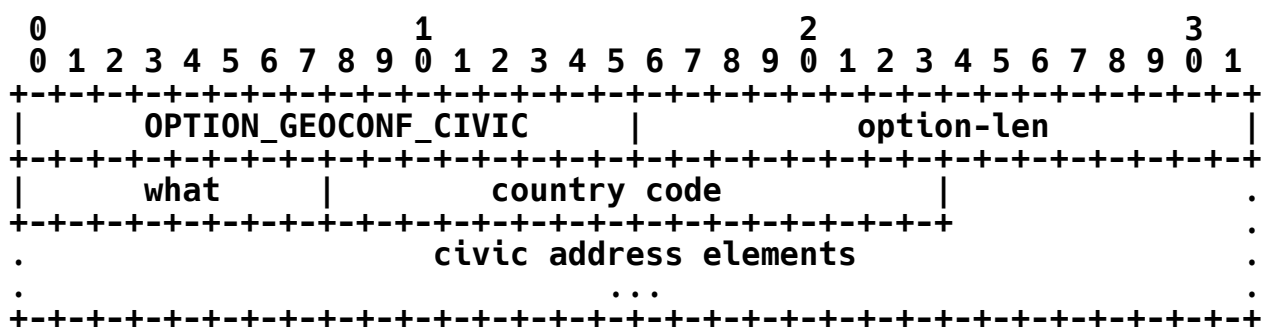 0                   1                   2                   3
 0 1 2 3 4 5 6 7 8 9 0 1 2 3 4 5 6 7 8 9 0 1 2 3 4 5 6 7 8 9 0 1
+-+-+-+-+-+-+-+-+-+-+-+-+-+-+-+-+-+-+-+-+-+-+-+-+-+-+-+-+-+-+-+-+
|      OPTION_GEOCONF_CIVIC     |           option-len          |
+-+-+-+-+-+-+-+-+-+-+-+-+-+-+-+-+-+-+-+-+-+-+-+-+-+-+-+-+-+-+-+-+
|      what     |        country code           |               .
+-+-+-+-+-+-+-+-+-+-+-+-+-+-+-+-+-+-+-+-+-+-+-+-+               .
.                     civic address elements                    .
.                              ...                              .
+-+-+-+-+-+-+-+-+-+-+-+-+-+-+-+-+-+-+-+-+-+-+-+-+-+-+-+-+-+-+-+-+